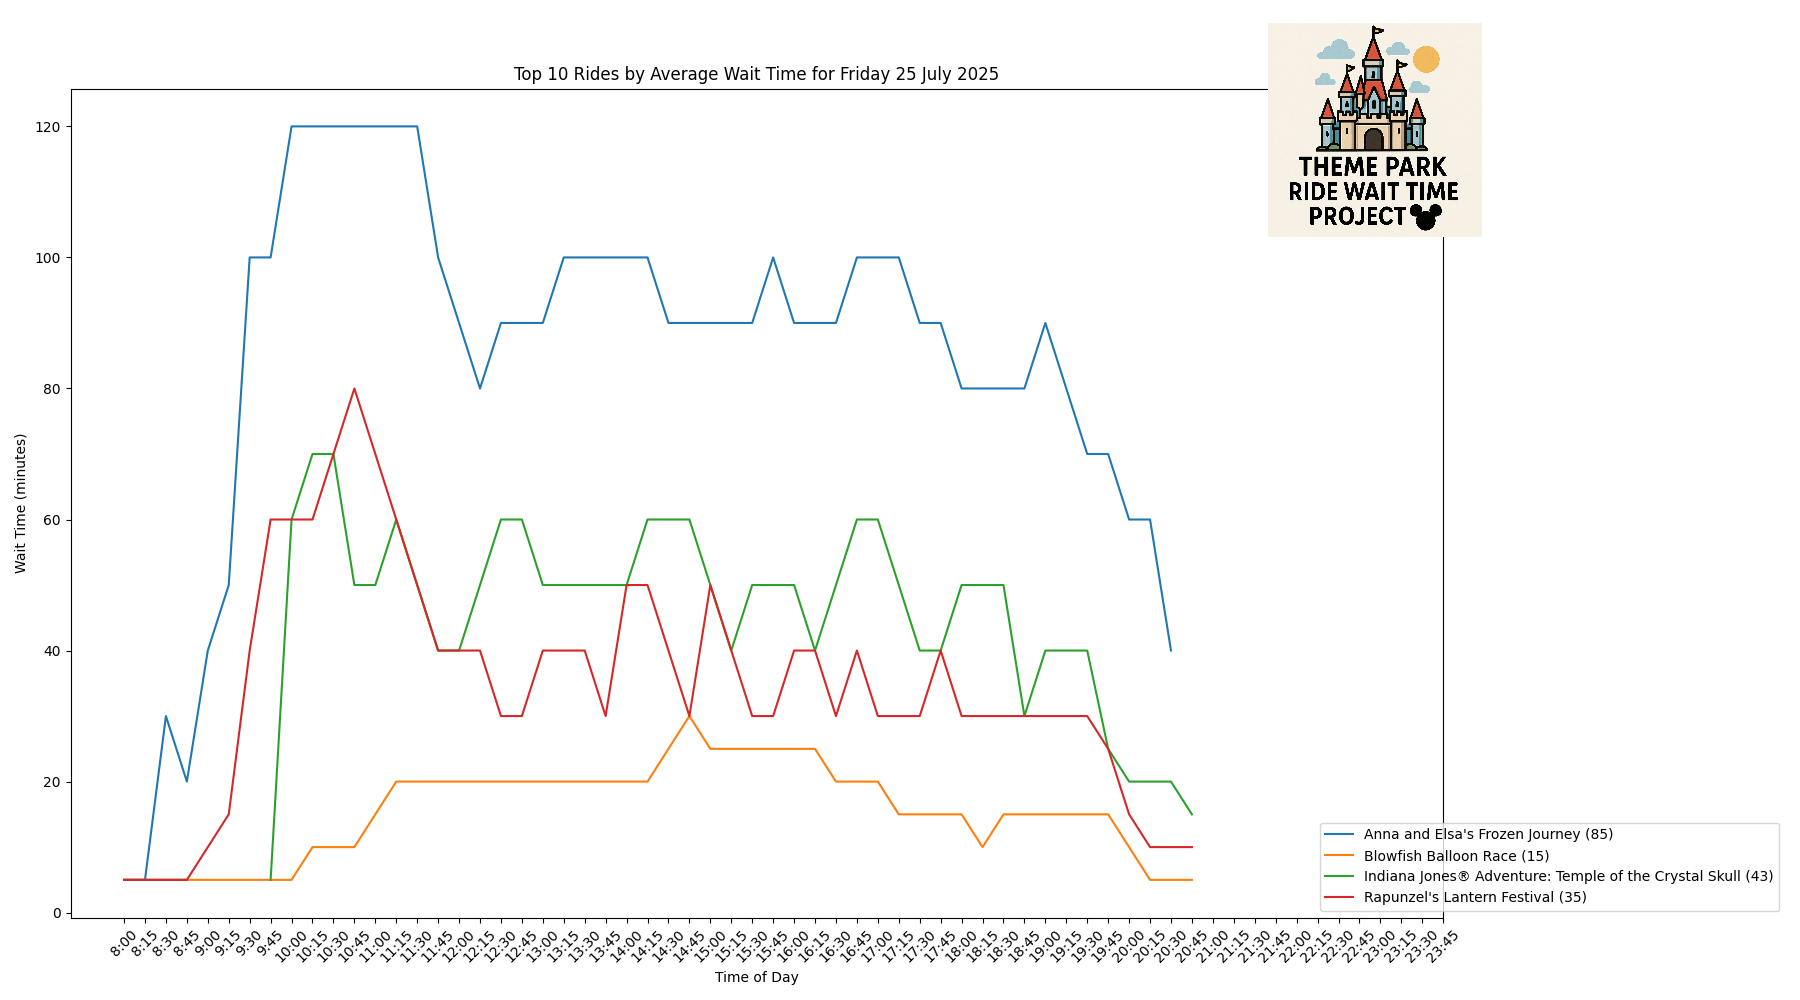 THEME PARK
RIDE WAIT TIME
PROJECT
Top 10 Rides by Average Wait Time for Friday 25 July 2025
Wait Time (minutes)
120
100
80
60
40
20
0
8:00 8:15 8:30 8:45 9:00 9:15 9:30 9:45 10:00 10:15 10:30 10:45 11:00 11:15 11:30 11:45 12:00 12:15 12:30 12:45 13:00 13:15 13:30 13:45 14:00 14:15 14:30 14:45 15:00 15:15 15:30 15:45 16:00 16:15 16:30 16:45 17:00 17:15 17:30 17:45 18:00 18:15 18:30 18:45 19:00 19:15 19:30 19:45 20:00 20:15 20:30 20:45 21:00 21:15 21:30 21:45 22:00 22:15 22:30 22:45 23:00 23:15 23:30 23:45
Time of Day
Anna and Elsa's Frozen Journey (85)
Blowfish Balloon Race (15)
Indiana Jones® Adventure: Temple of the Crystal Skull (43)
Rapunzel's Lantern Festival (35)